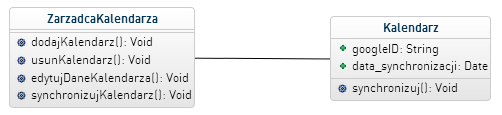 ZarzadcaKalendarza
dodajKalendarz(): Void
usunKalendarz(): Void
edytujDaneKalendarza(): Void
synchronizujKalendarz(): Void
Kalendarz
googleID: String
data_synchronizacji: Date
synchronizuj(): Void